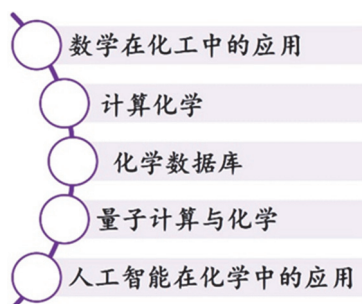 数学在化工中的应用
计算化学
化学数据库
量子计算与化学
人工智能在化学中的应用